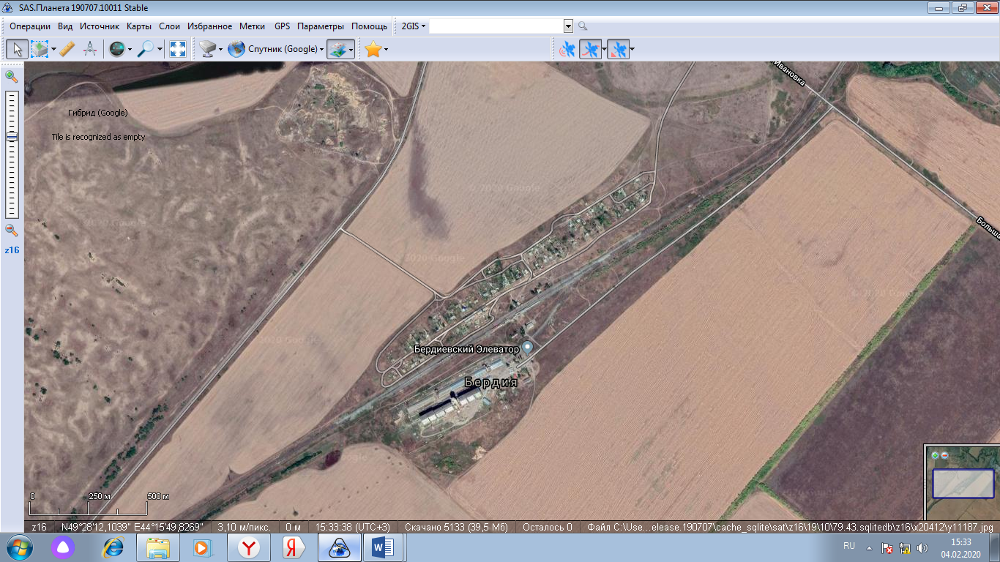 SAS.Планета 190707.10011 Stable
Операции Вид Источник Карты Слои Избранное Метки GPS Параметры Помощь 2GIS
Спутник (Google)
Ивановка
Гибрид (Google)
Tile is recognized as empty
© 2020 Google
Больша
z16
2020 Google
© 2020
2020 Google
Бердиевский Элеватор
Бердия
0 250 м 500 м
z16 N49°28'12,1039" E44°15'49,8269" 3,10 м/пикс. 0 м 15:33:38 (UTC+3) Скачано 5133 (39,5 Мб) Осталось 0 Файл C:\Use...elease.190707\cache_sqlite\sat\z16\19\10\79.43.sqlitedb\z16\x20412\y11187.jpg
RU
15:33
04.02.2020